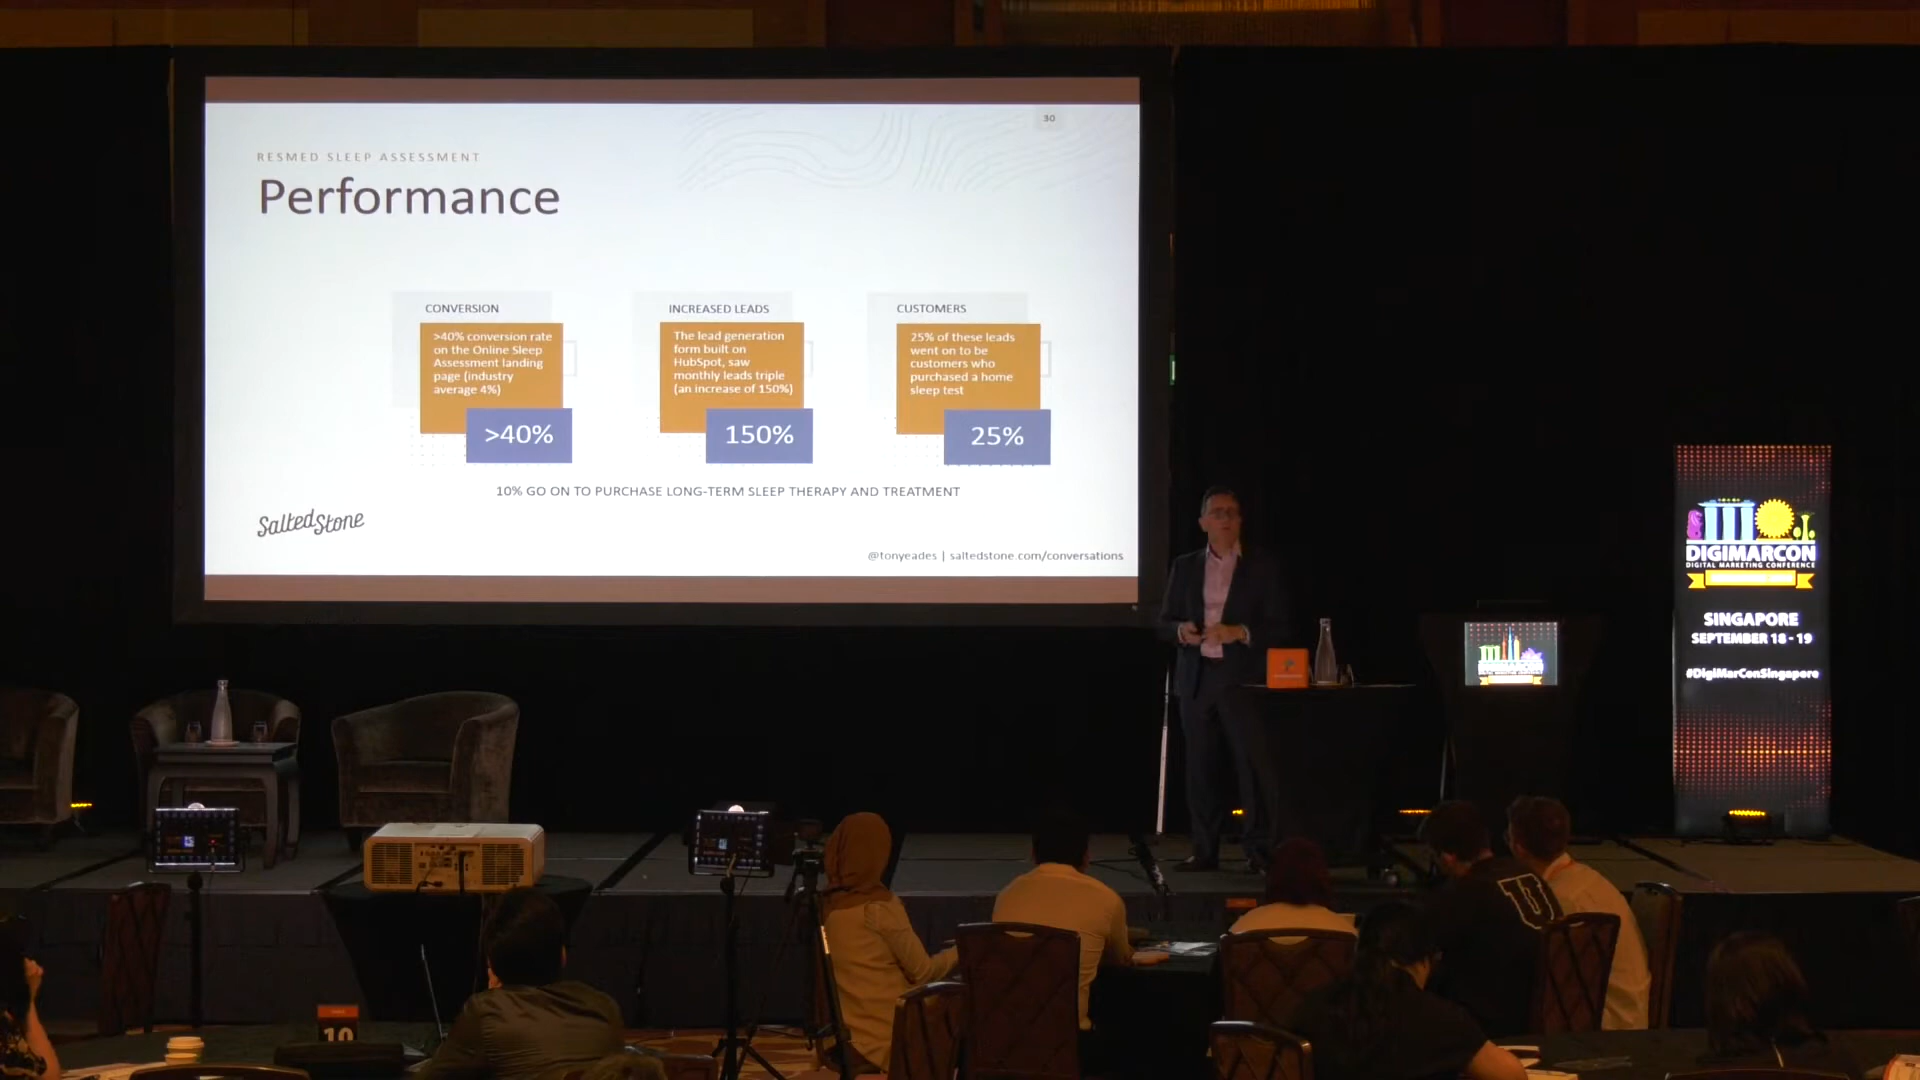 30
RESMED SLEEP ASSESSMENT
Performance
CONVERSION
>40% conversion rate
on the Online Sleep
Assessment landing
page (industry
average 4%)
>40%
INCREASED LEADS
The lead generation
form built on
HubSpot, saw
monthly leads triple
(an increase of 150%)
150%
CUSTOMERS
25% of these leads
went on to be
customers who
purchased a home
sleep test
25%
10% GO ON TO PURCHASE LONG-TERM SLEEP THERAPY AND TREATMENT
Salted Stone
@tonyeades | saltedstone.com/conversations
DIGIMARCON
DIGITAL MARKETING CONFERENCE
SINGAPORE
SEPTEMBER 18 - 19
#DigiMarConSingapore
U
10